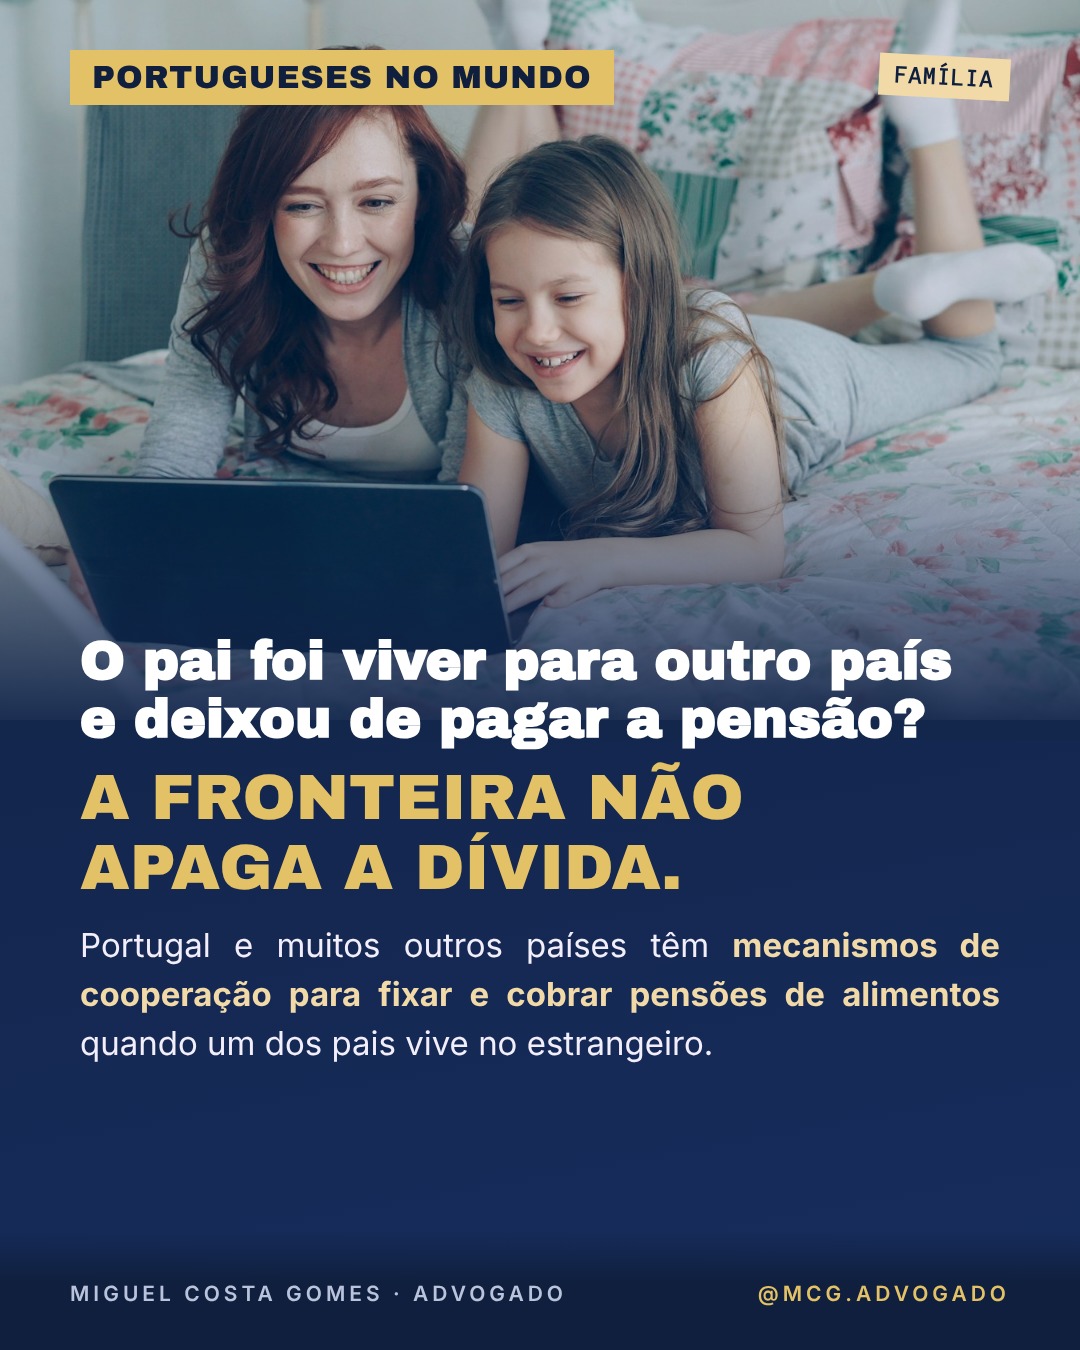 PORTUGUESES NO MUNDO
FAMÍLIA
O pai foi viver para outro país
e deixou de pagar a pensão?
A FRONTEIRA NÃO
APAGA A DÍVIDA.
Portugal e muitos outros países têm mecanismos de
cooperação para fixar e cobrar pensões de alimentos
quando um dos pais vive no estrangeiro.
MIGUEL COSTA GOMES · ADVOGADO
@MCG.ADVOGADO